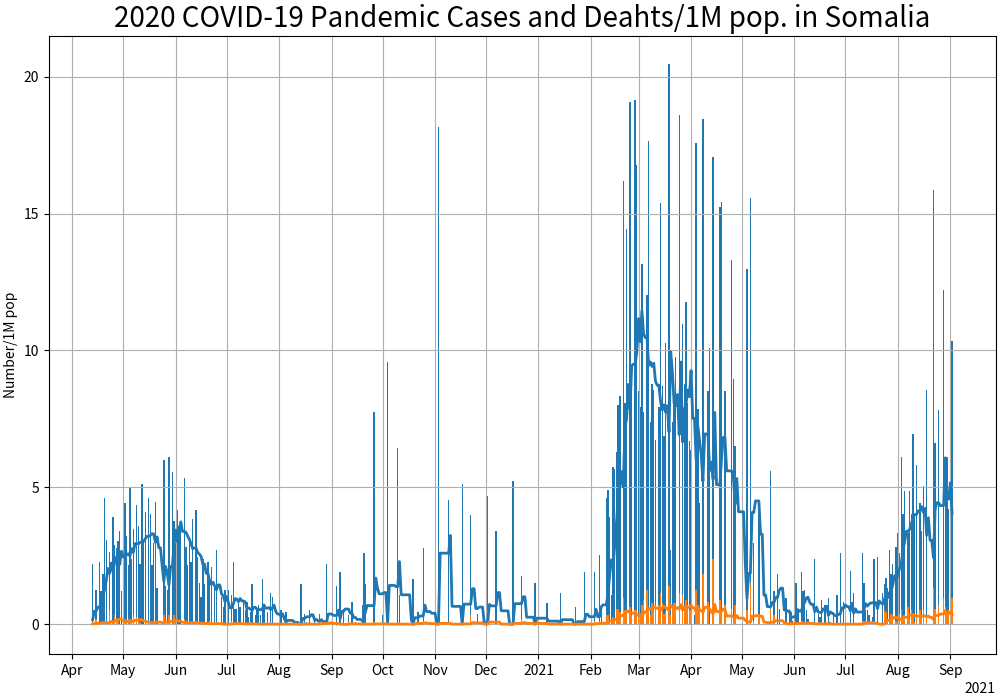 2020 COVID-19 Pandemic Cases and Deahts/1M pop. in Somalia
Number/1M pop
20
15
10
5
0
Apr May Jun Jul Aug Sep Oct Nov Dec 2021 Feb Mar Apr May Jun Jul Aug Sep
2021